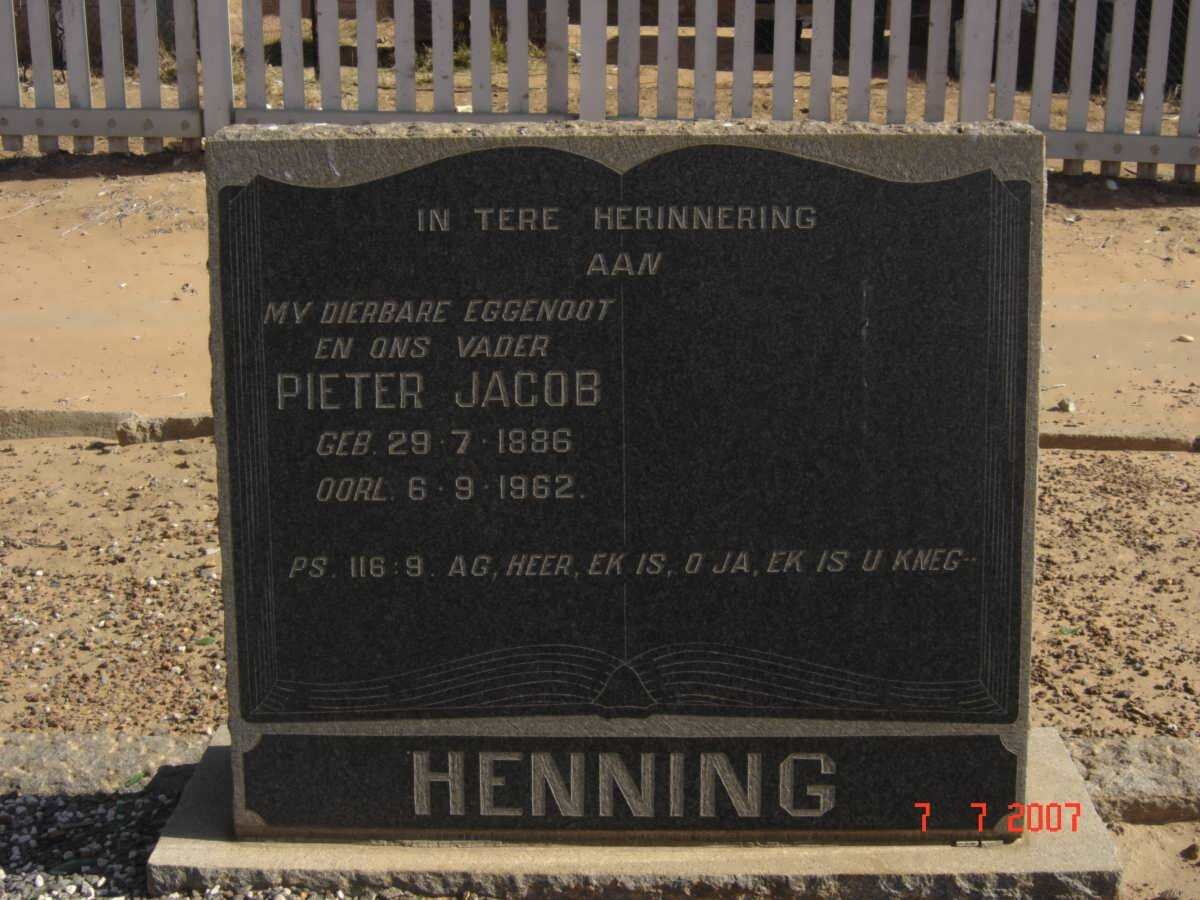 IN TERE HERINNERING
AAN
MY DIERBARE EGGENOOT
EN ONS VADER
PIETER JACOB
GEB. 29·7·1886
OORL. 6·9·1962.
PS. 116:9. AG, HEER, EK IS, O JA, EK IS U KNEG--
HENNING
7 7 2007